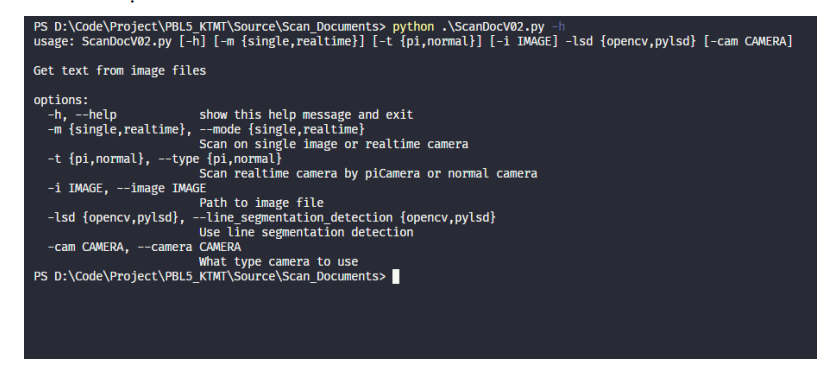 PS D:\Code\Project\PBL5_KTMT\Source\Scan_Documents> python .\ScanDocV02.py -h
usage: ScanDocV02.py [-h] [-m {single,realtime}] [-t {pi,normal}] [-i IMAGE] -lsd {opencv,pylsd} [-cam CAMERA]

Get text from image files

options:
  -h, --help            show this help message and exit
  -m {single,realtime}, --mode {single,realtime}
                        Scan on single image or realtime camera
  -t {pi,normal}, --type {pi,normal}
                        Scan realtime camera by piCamera or normal camera
  -i IMAGE, --image IMAGE
                        Path to image file
  -lsd {opencv,pylsd}, --line_segmentation_detection {opencv,pylsd}
                        Use line segmentation detection
  -cam CAMERA, --camera CAMERA
                        What type camera to use
PS D:\Code\Project\PBL5_KTMT\Source\Scan_Documents>